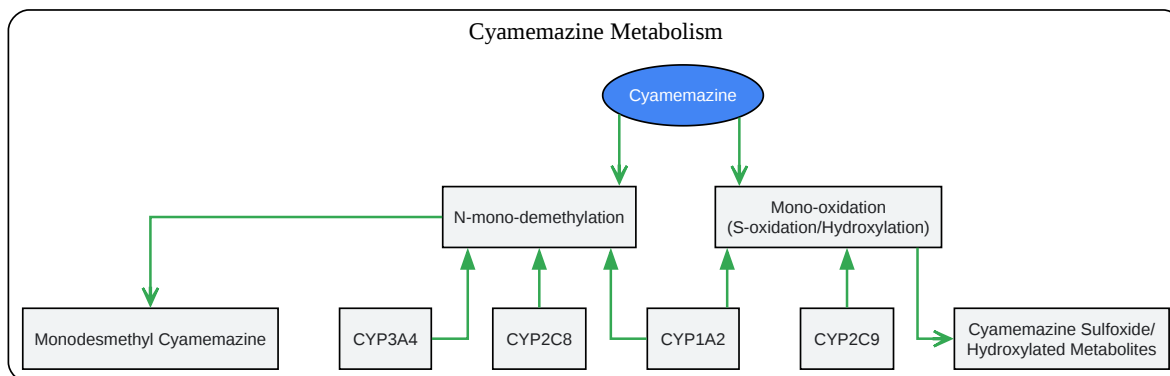 Cyamemazine Metabolism
Cyamemazine
N-mono-demethylation
Mono-oxidation
(S-oxidation/Hydroxylation)
Monodesmethyl Cyamemazine
CYP3A4
CYP2C8
CYP1A2
CYP2C9
Cyamemazine Sulfoxide/
Hydroxylated Metabolites